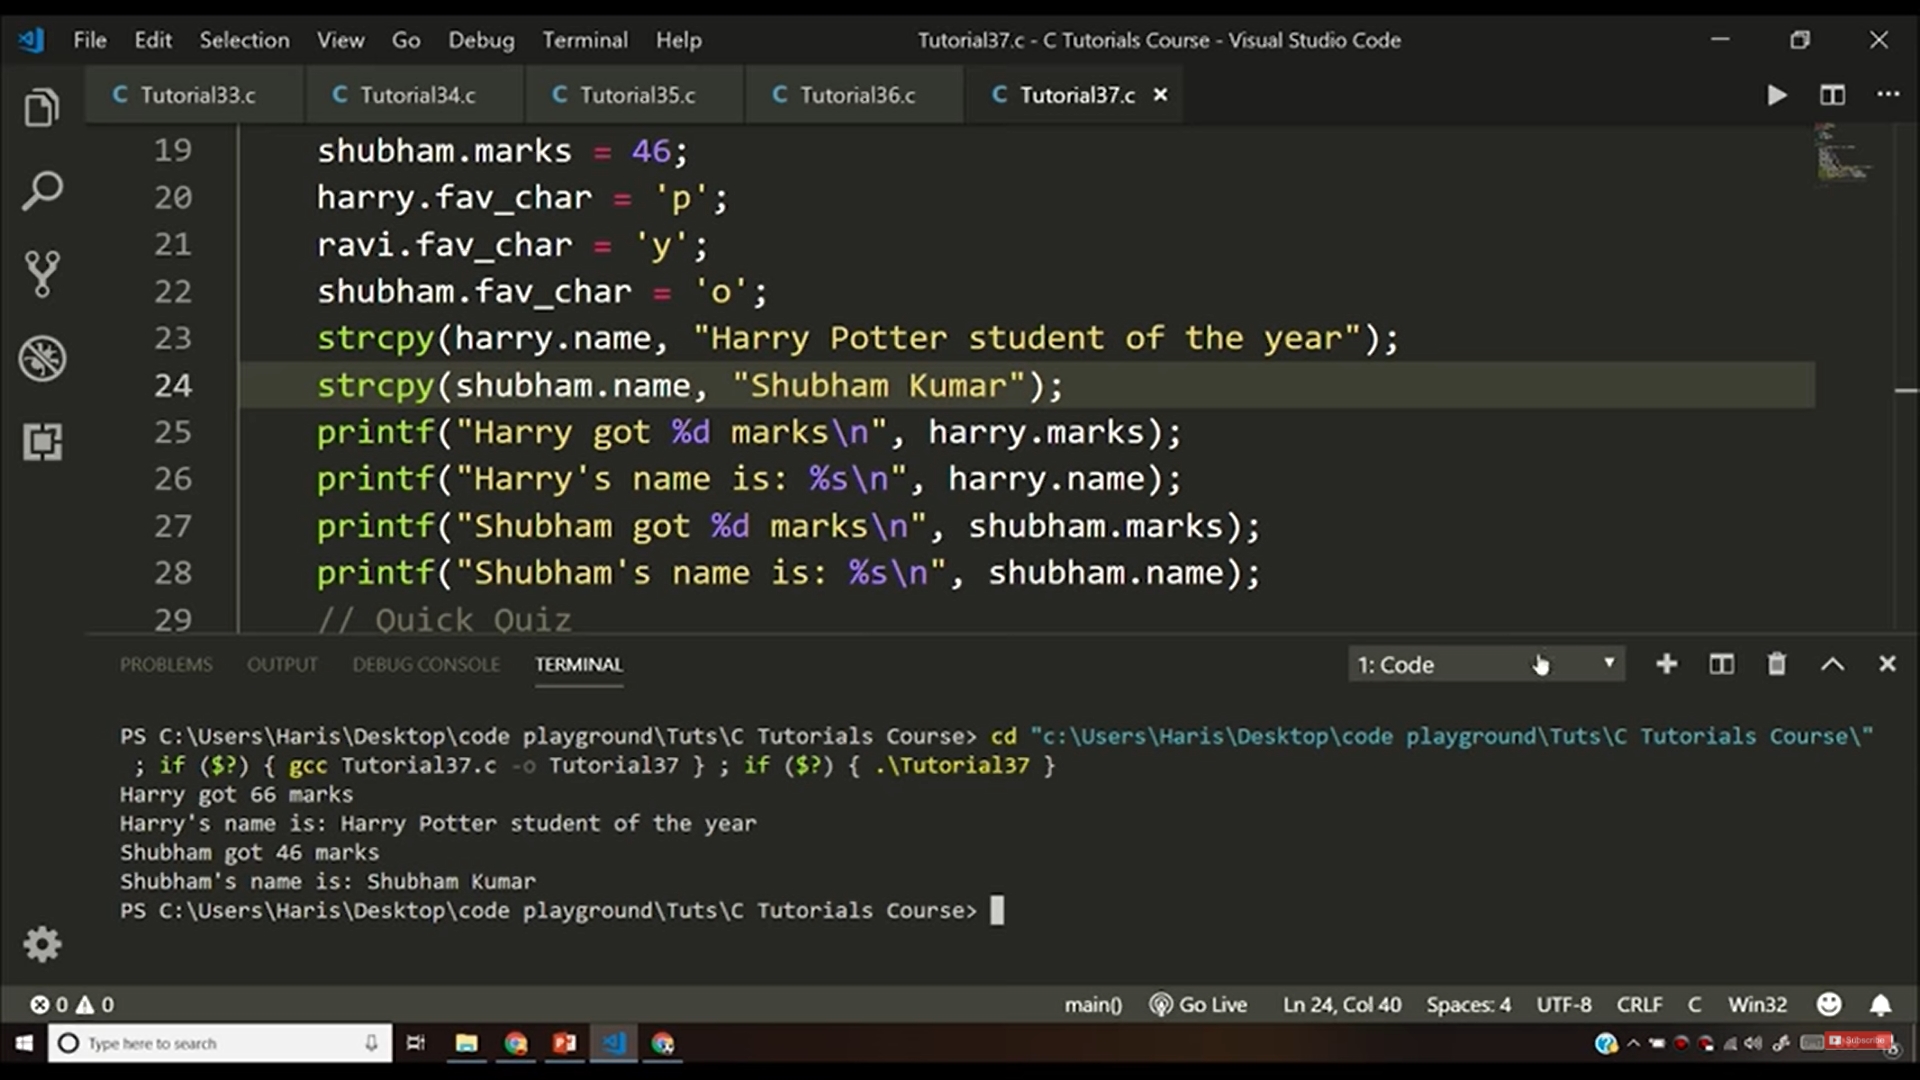 File Edit Selection View Go Debug Terminal Help Tutorial37.c - C Tutorials Course - Visual Studio Code
C Tutorial33.c C Tutorial34.c C Tutorial35.c C Tutorial36.c C Tutorial37.c
19 shubham.marks = 46;
20 harry.fav_char = 'p';
21 ravi.fav_char = 'y';
22 shubham.fav_char = 'o';
23 strcpy(harry.name, "Harry Potter student of the year");
24 strcpy(shubham.name, "Shubham Kumar");
25 printf("Harry got %d marks\n", harry.marks);
26 printf("Harry's name is: %s\n", harry.name);
27 printf("Shubham got %d marks\n", shubham.marks);
28 printf("Shubham's name is: %s\n", shubham.name);
29 // Quick Quiz
PROBLEMS OUTPUT DEBUG CONSOLE TERMINAL 1: Code
PS C:\Users\Haris\Desktop\code playground\Tuts\C Tutorials Course> cd "c:\Users\Haris\Desktop\code playground\Tuts\C Tutorials Course\"
; if ($?) { gcc Tutorial37.c -o Tutorial37 } ; if ($?) { .\Tutorial37 }
Harry got 66 marks
Harry's name is: Harry Potter student of the year
Shubham got 46 marks
Shubham's name is: Shubham Kumar
PS C:\Users\Haris\Desktop\code playground\Tuts\C Tutorials Course>
0 0 main() Go Live Ln 24, Col 40 Spaces: 4 UTF-8 CRLF C Win32
Type here to search Subscribe